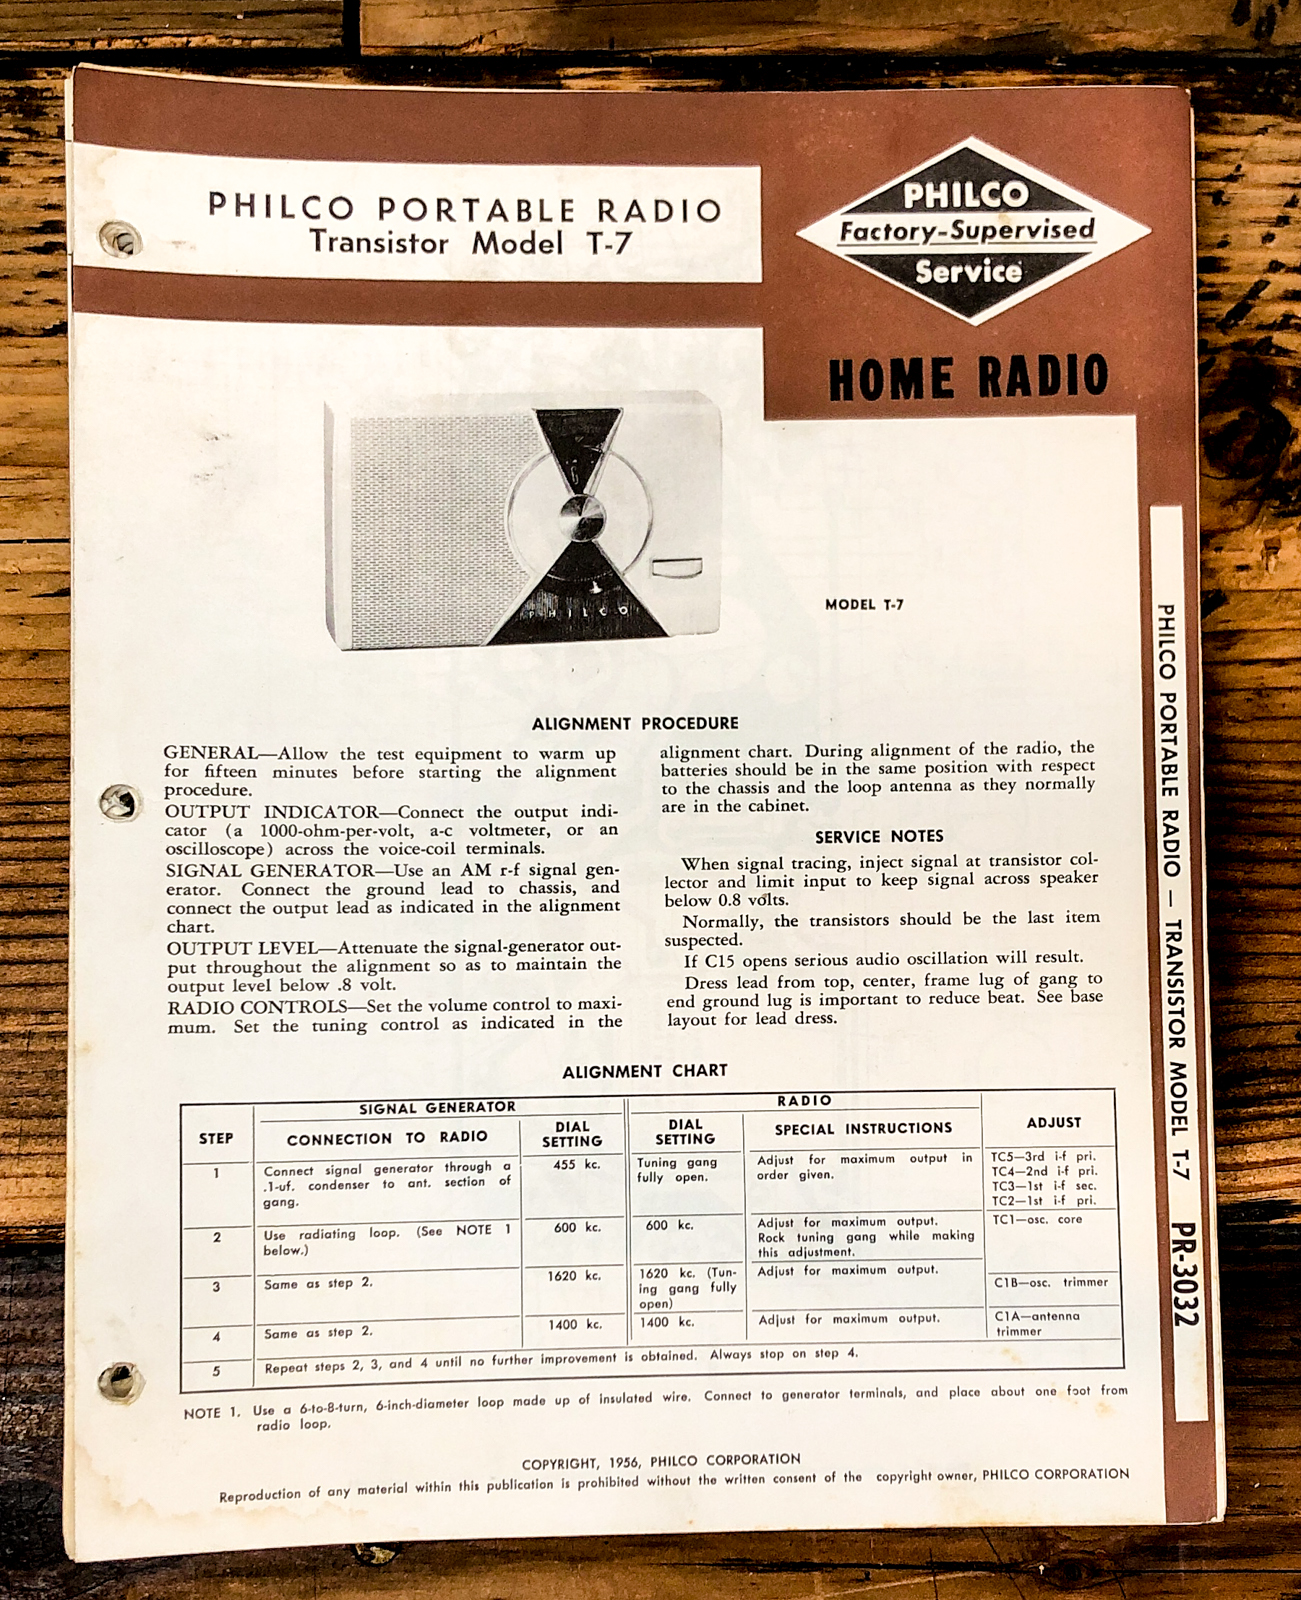 PHILCO PORTABLE RADIO
Transistor Model T-7
PHILCO
Factory-Supervised
Service
HOME RADIO
PHILCO
MODEL T-7
ALIGNMENT PROCEDURE
GENERAL—Allow the test equipment to warm up
for fifteen minutes before starting the alignment
procedure.
OUTPUT INDICATOR—Connect the output indi-
cator (a 1000-ohm-per-volt, a-c voltmeter, or an
oscilloscope) across the voice-coil terminals.
SIGNAL GENERATOR—Use an AM r-f signal gen-
erator. Connect the ground lead to chassis, and
connect the output lead as indicated in the alignment
chart.
OUTPUT LEVEL—Attenuate the signal-generator out-
put throughout the alignment so as to maintain the
output level below .8 volt.
RADIO CONTROLS—Set the volume control to maxi-
mum. Set the tuning control as indicated in the
alignment chart. During alignment of the radio, the
batteries should be in the same position with respect
to the chassis and the loop antenna as they normally
are in the cabinet.
SERVICE NOTES
When signal tracing, inject signal at transistor col-
lector and limit input to keep signal across speaker
below 0.8 volts.
Normally, the transistors should be the last item
suspected.
If C15 opens serious audio oscillation will result.
Dress lead from top, center, frame lug of gang to
end ground lug is important to reduce beat. See base
layout for lead dress.
ALIGNMENT CHART
STEP
SIGNAL GENERATOR
RADIO
ADJUST
CONNECTION TO RADIO
DIAL
SETTING
DIAL
SETTING
SPECIAL INSTRUCTIONS
1
Connect signal generator through a
.1-uf. condenser to ant. section of
gang.
455 kc.
Tuning gang
fully open.
Adjust for maximum output in
order given.
TC5—3rd i-f pri.
TC4—2nd i-f pri.
TC3—1st i-f sec.
TC2—1st i-f pri.
2
Use radiating loop. (See NOTE 1
below.)
600 kc.
600 kc.
Adjust for maximum output.
Rock tuning gang while making
this adjustment.
TC1—osc. core
3
Same as step 2.
1620 kc.
1620 kc. (Tun-
ing gang fully
open)
Adjust for maximum output.
C1B—osc. trimmer
4
Same as step 2.
1400 kc.
1400 kc.
Adjust for maximum output.
C1A—antenna
trimmer
5
Repeat steps 2, 3, and 4 until no further improvement is obtained. Always stop on step 4.
NOTE 1. Use a 6-to-8-turn, 6-inch-diameter loop made up of insulated wire. Connect to generator terminals, and place about one foot from
radio loop.
COPYRIGHT, 1956, PHILCO CORPORATION
Reproduction of any material within this publication is prohibited without the written consent of the copyright owner, PHILCO CORPORATION
PHILCO PORTABLE RADIO — TRANSISTOR MODEL T-7 PR-3032